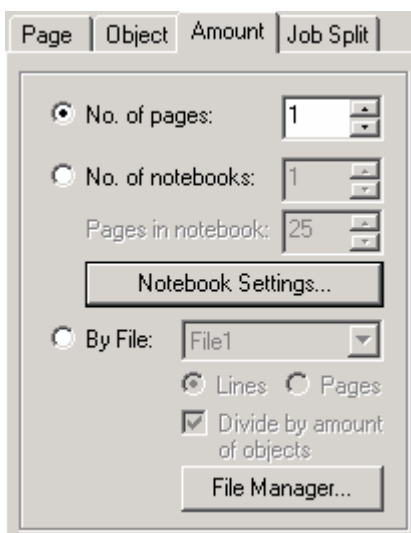 Page Object Amount Job Split
No. of pages: 1
No. of notebooks: 1
Pages in notebook: 25
Notebook Settings...
By File: File1
Lines Pages
Divide by amount
of objects
File Manager...